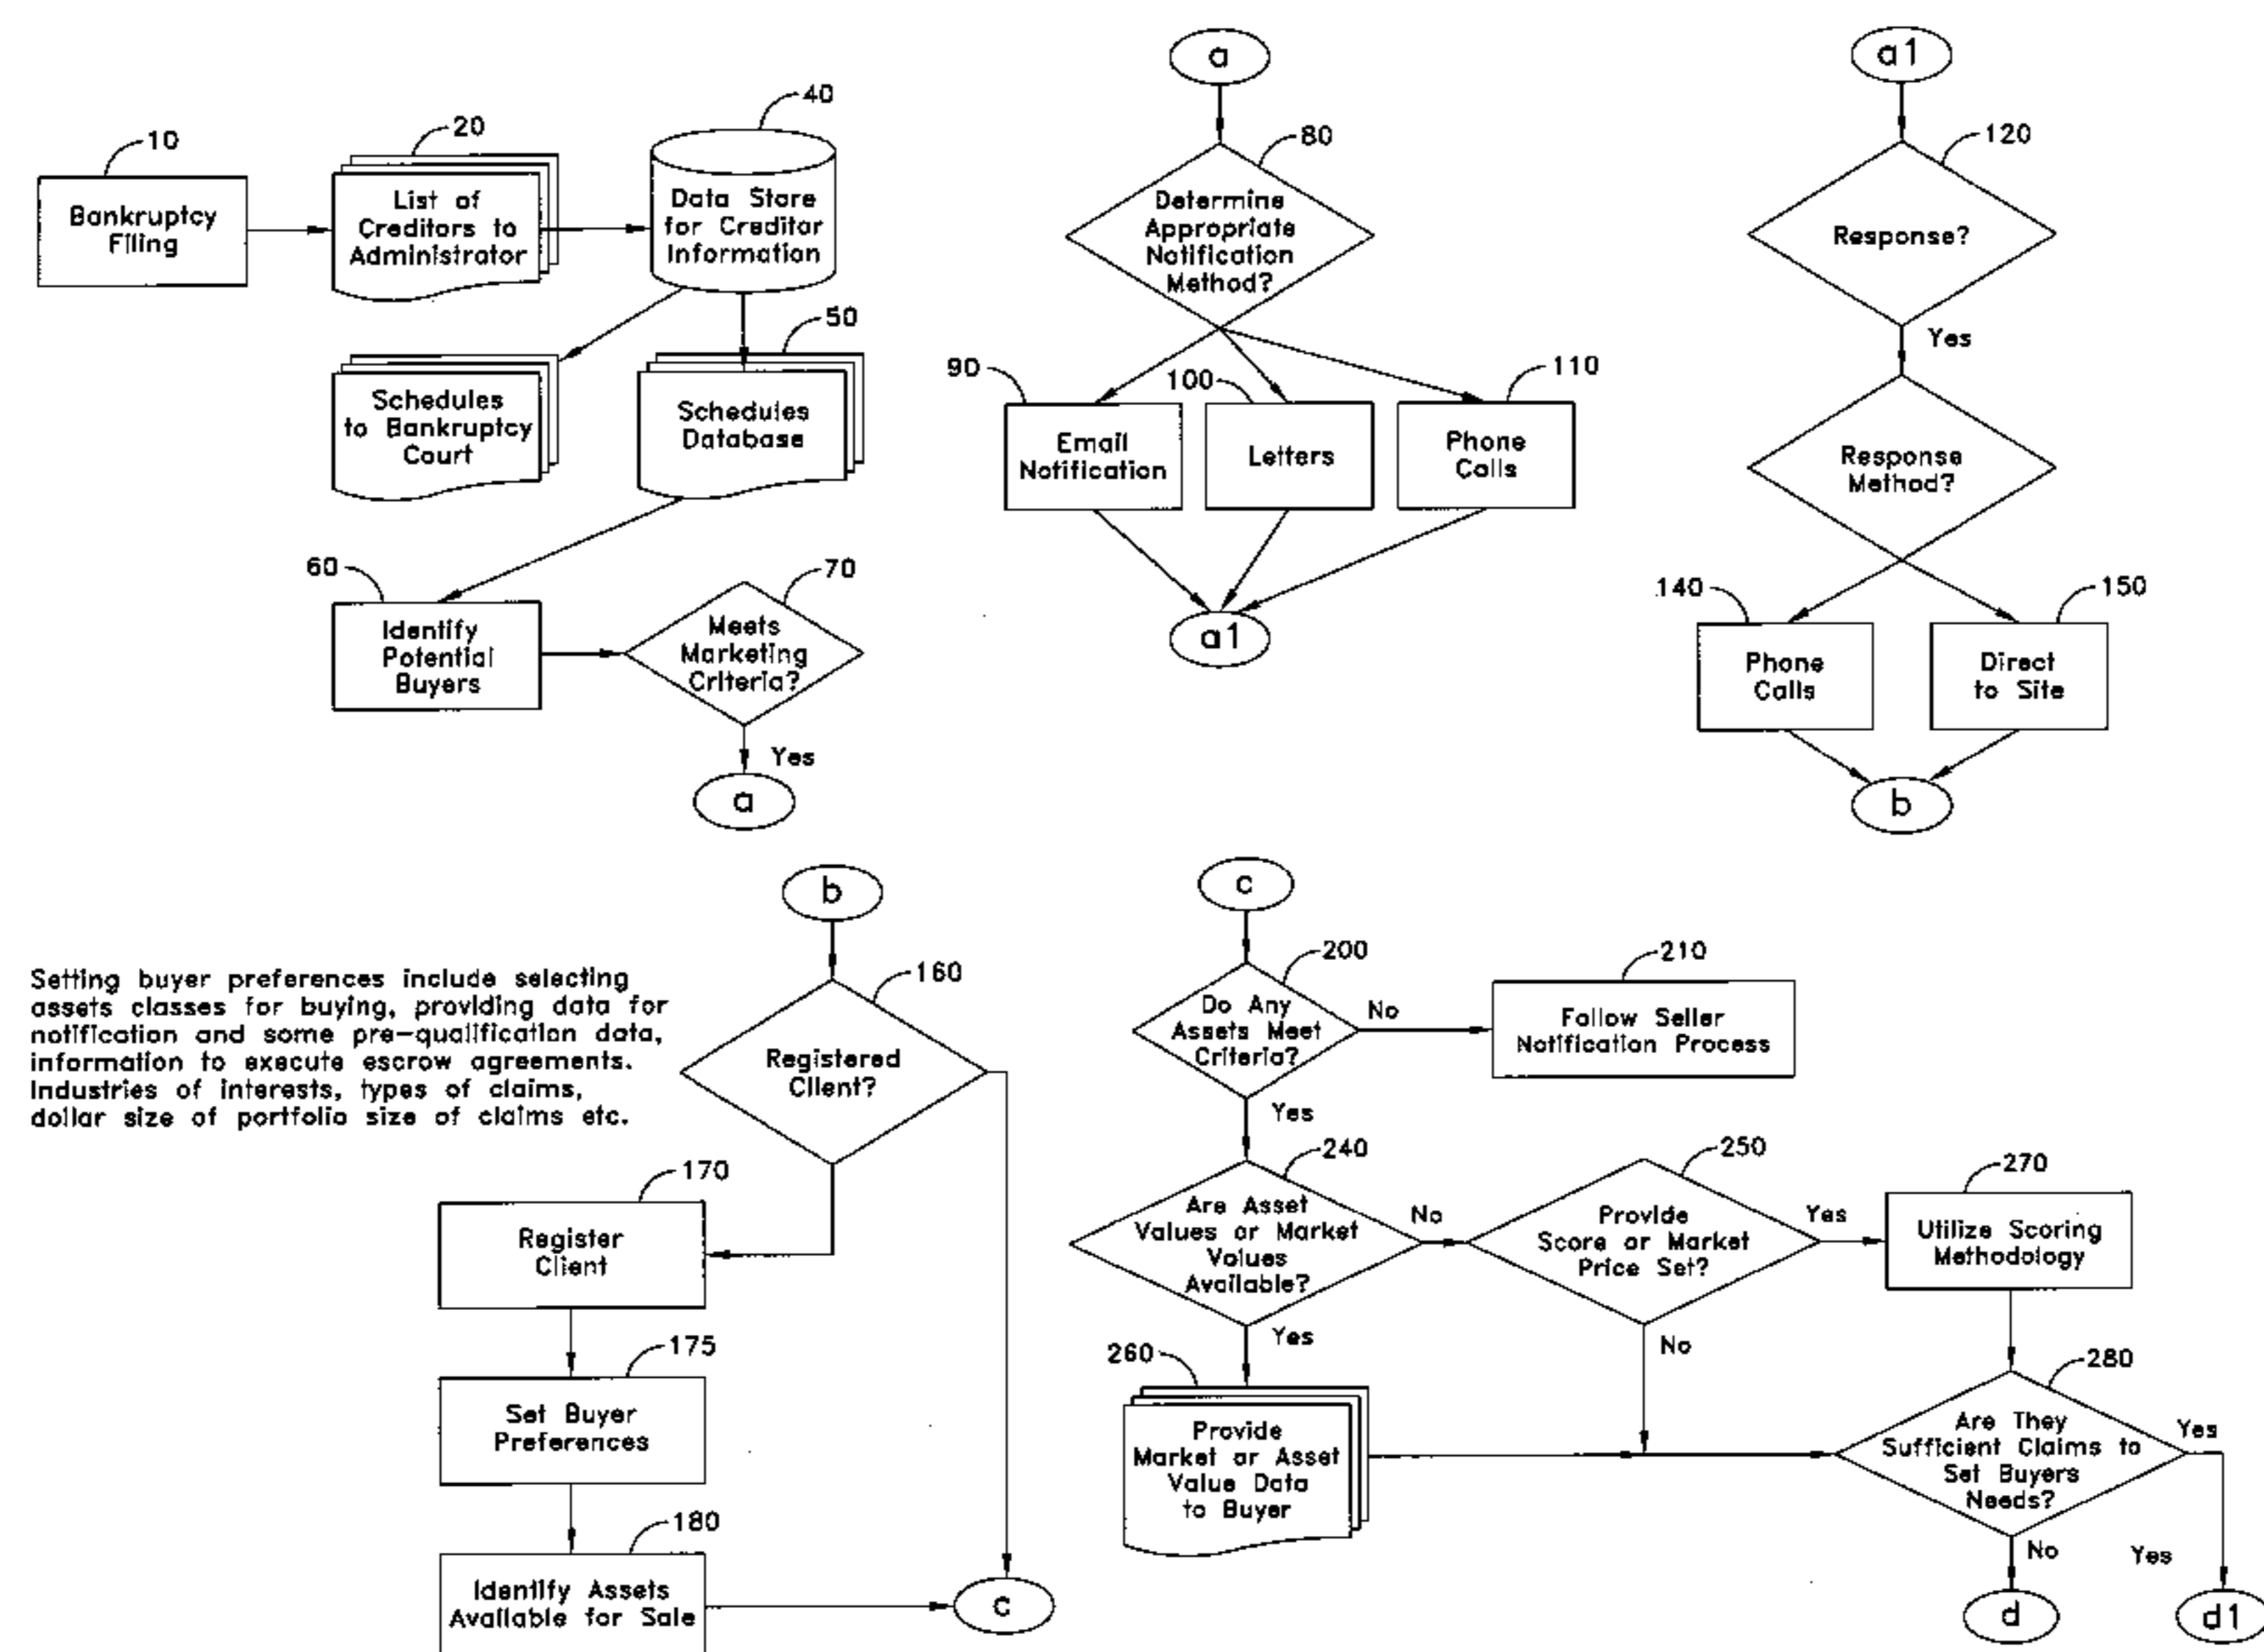 10
Bankruptcy
Filing
20
List of
Creditors to
Administrator
40
Data Store
for Creditor
Information
Schedules
to Bankruptcy
Court
50
Schedules
Database
60
Identify
Potential
Buyers
70
Meets
Marketing
Criteria?
Yes
a
a
80
Determine
Appropriate
Notification
Method?
90
Email
Notification
100
Letters
110
Phone
Calls
a1
a1
120
Response?
Yes
Response
Method?
140
Phone
Calls
150
Direct
to Site
b
Setting buyer preferences include selecting
assets classes for buying, providing data for
notification and some pre-qualification data,
information to execute escrow agreements.
Industries of interests, types of claims,
dollar size of portfolio size of claims etc.
b
160
Registered
Client?
170
Register
Client
175
Set Buyer
Preferences
180
Identify Assets
Available for Sale
c
c
200
Do Any
Assets Meet
Criteria?
No
210
Follow Seller
Notification Process
Yes
240
Are Asset
Values or Market
Values
Available?
No
250
Provide
Score or Market
Price Set?
Yes
270
Utilize Scoring
Methodology
Yes
No
260
Provide
Market or Asset
Value Data
to Buyer
280
Are They
Sufficient Claims to
Set Buyers
Needs?
Yes
No
Yes
d
d1